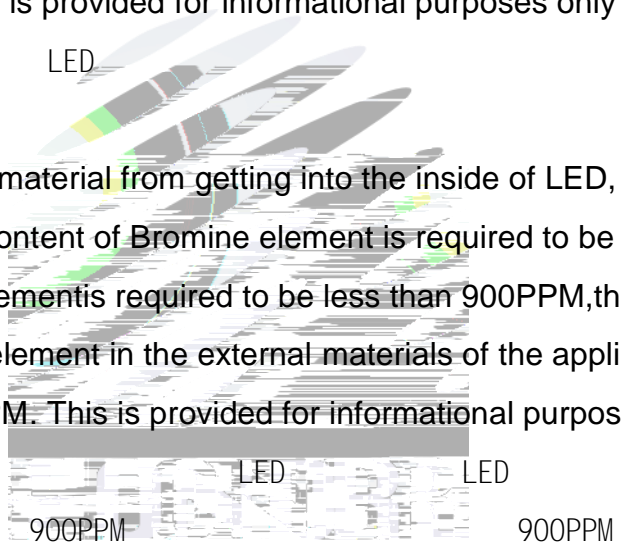 is provided for informational purposes only
LED
material from getting into the inside of LED,
ontent of Bromine element is required to be
ementis required to be less than 900PPM,th
element in the external materials of the appli
M. This is provided for informational purpos
LED LED
900PPM 900PPM